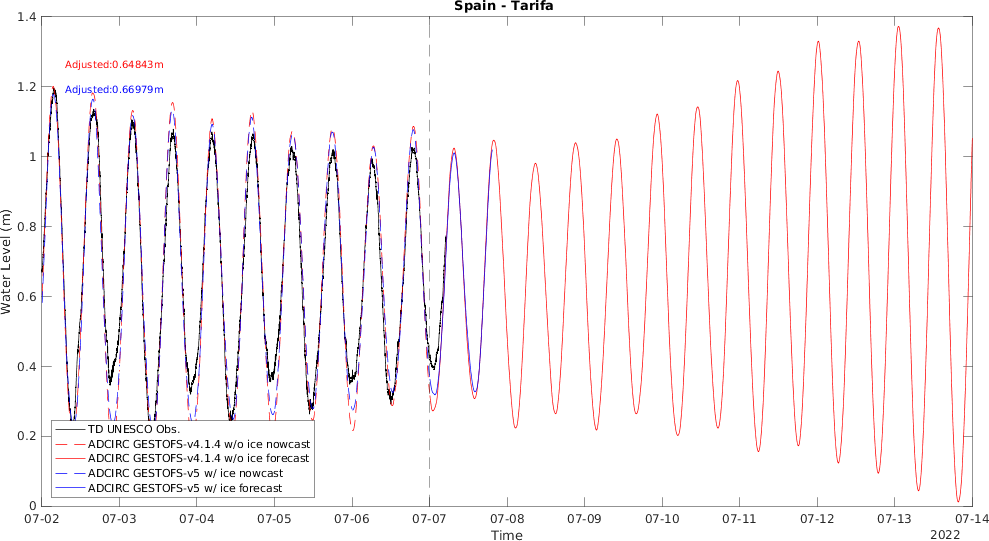 Spain - Tarifa
Adjusted:0.64843m
Adjusted:0.66979m
Water Level (m)
1.4
1.2
1
0.8
0.6
0.4
0.2
0
TD UNESCO Obs.
ADCIRC GESTOFS-v4.1.4 w/o ice nowcast
ADCIRC GESTOFS-v4.1.4 w/o ice forecast
ADCIRC GESTOFS-v5 w/ ice nowcast
ADCIRC GESTOFS-v5 w/ ice forecast
07-02 07-03 07-04 07-05 07-06 07-07 07-08 07-09 07-10 07-11 07-12 07-13 07-14
Time
2022